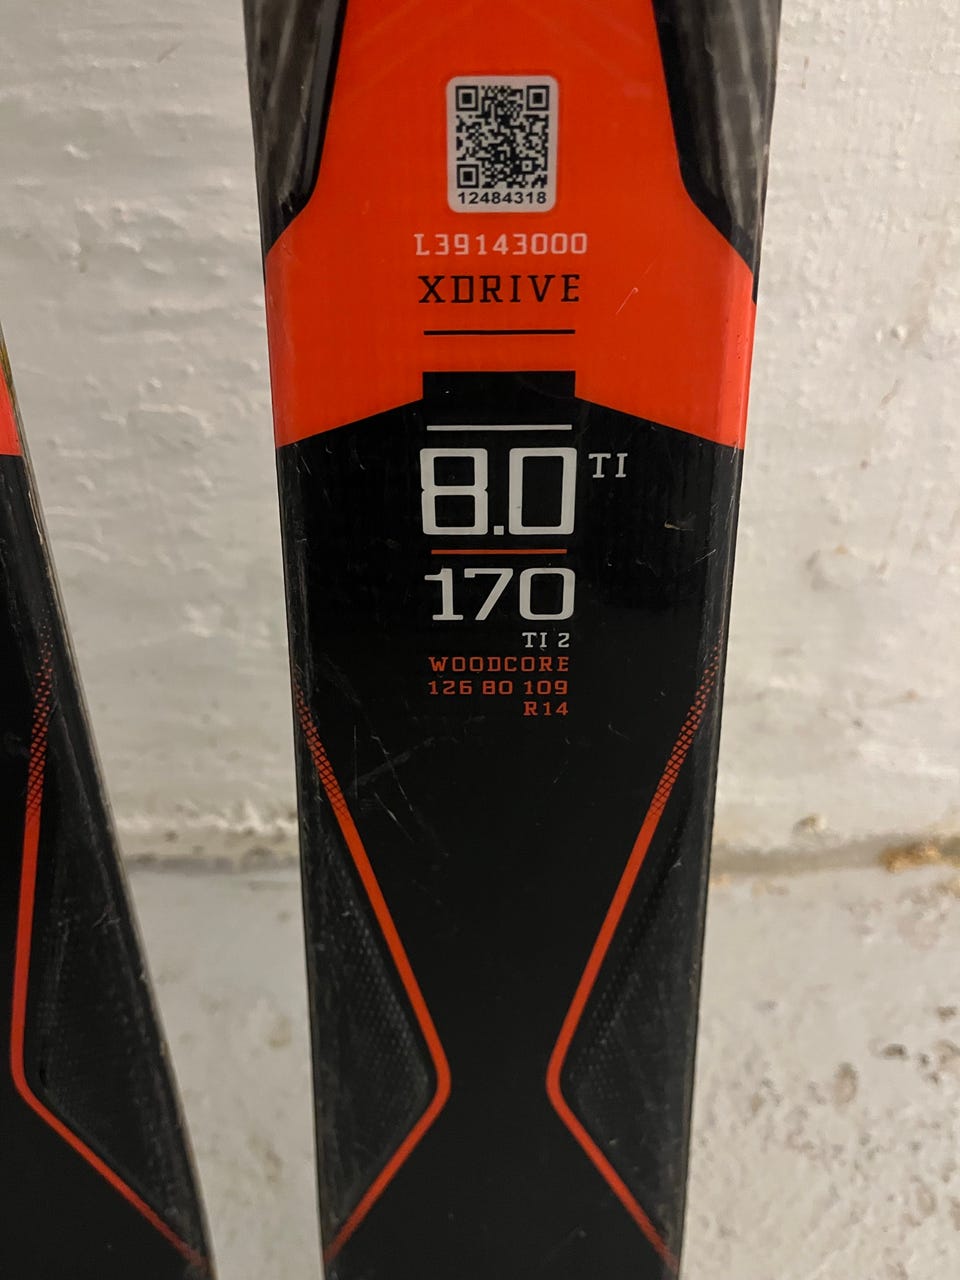 12484318
L39143000
XDRIVE
8.0 TI
170
TI 2
WOODCORE
126 80 109
R14